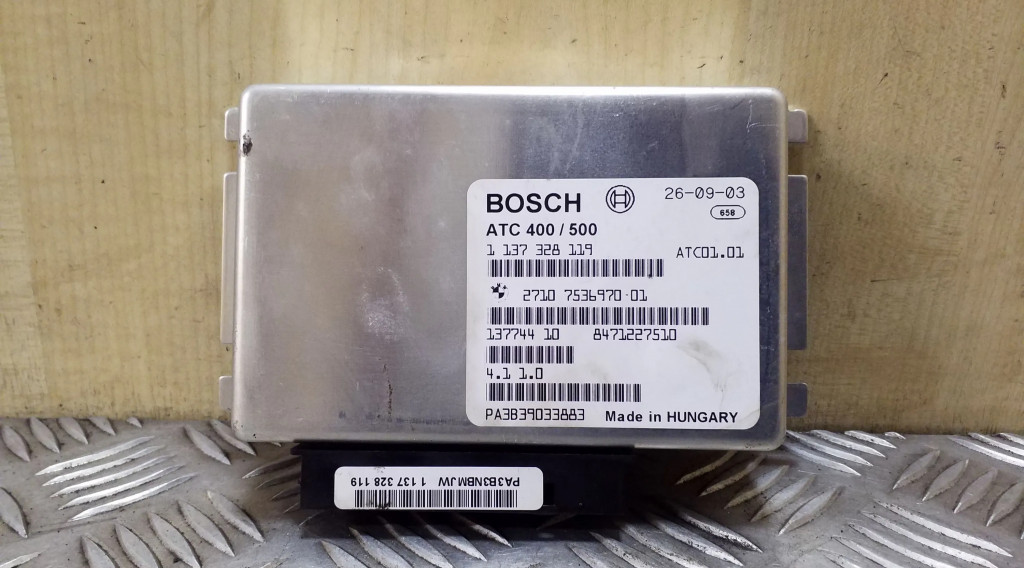 BOSCH 26-09-03
658
ATC 400 / 500
1 137 328 119 ATC01.01
2710 7536970-01
137744 10 8471227510
4.1 1.0
PA3B39033883 Made in HUNGARY
PA383WBNVJW 1 137 328 119